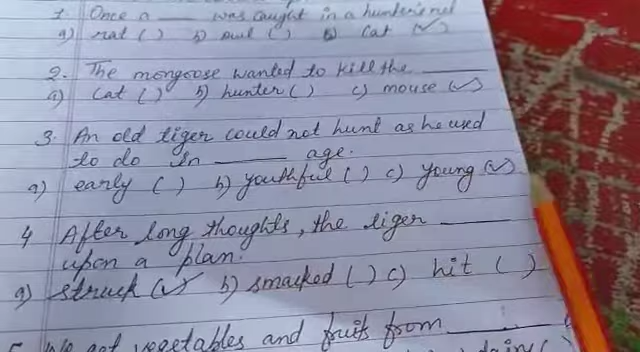 1. Once a ____ was caught in a hunter's net
a) rat ( ) b) owl ( ) c) cat (✓)
2. The mongoose wanted to kill the ____
a) cat ( ) b) hunter ( ) c) mouse (✓)
3. An old tiger could not hunt as he used
to do in ____ age.
a) early ( ) b) youthful ( ) c) young (✓)
4 After long thoughts, the tiger ____
upon a plan.
a) struck (✓) b) smacked ( ) c) hit ( )
5. We get vegetables and fruits from ____
dairy (